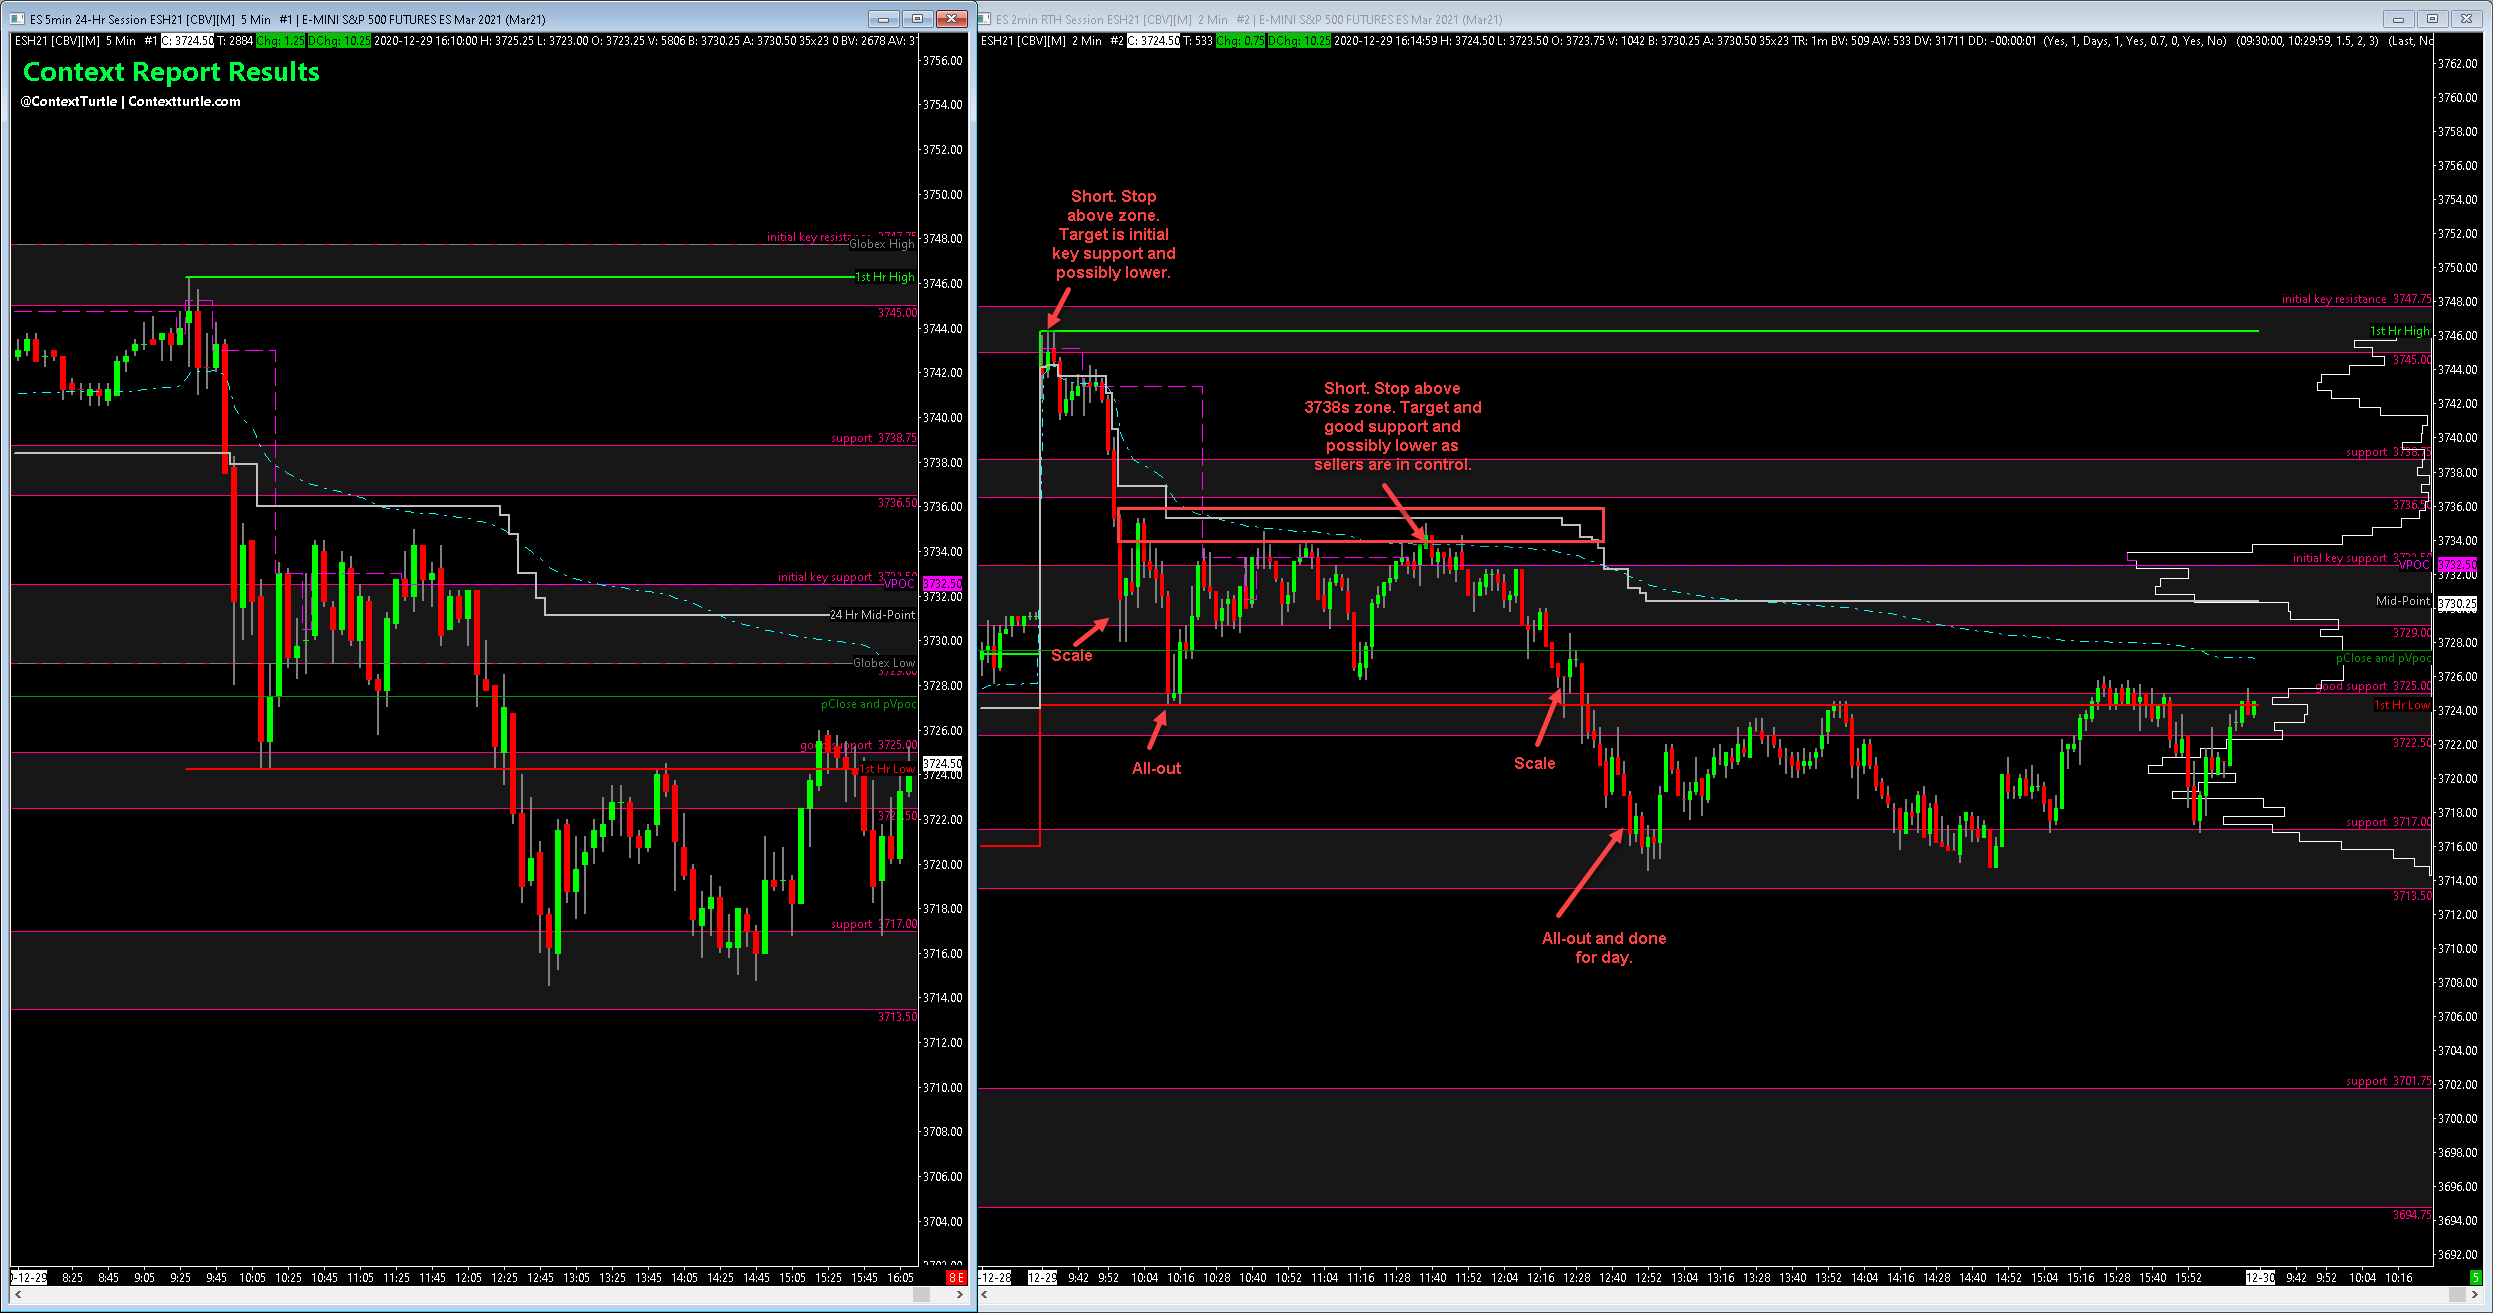 ES 5min 24-Hr Session ESH21 [CBV][M] 5 Min #1 | E-MINI S&P 500 FUTURES ES Mar 2021 (Mar21)
ESH21 [CBV][M] 5 Min #1 C: 3724.50 T: 2884 Chg: 1.25 DChg: 10.25 2020-12-29 16:10:00 H: 3725.25 L: 3723.00 O: 3723.25 V: 5806 B: 3730.25 A: 3730.50 35x23 0 BV: 2678 AV:
Context Report Results
@ContextTurtle | Contextturtle.com
initial key resistance
Globex High
1st Hr High
3745.00
support 3738.75
3736.50
initial key support
VPOC
24 Hr Mid-Point
Globex Low
3729.00
pClose and pVpoc
good support 3725.00
1st Hr Low
3722.50
support 3717.00
3713.50
3756.00
3754.00
3752.00
3750.00
3748.00
3746.00
3744.00
3742.00
3740.00
3738.00
3736.00
3734.00
3732.50
3732.00
3730.00
3728.00
3726.00
3724.50
3724.00
3722.00
3720.00
3718.00
3716.00
3714.00
3712.00
3710.00
3708.00
3706.00
3704.00
3702.00
-12-29 8:25 8:45 9:05 9:25 9:45 10:05 10:25 10:45 11:05 11:25 11:45 12:05 12:25 12:45 13:05 13:25 13:45 14:05 14:25 14:45 15:05 15:25 15:45 16:05 8 E
ES 2min RTH Session ESH21 [CBV][M] 2 Min #2 | E-MINI S&P 500 FUTURES ES Mar 2021 (Mar21)
ESH21 [CBV][M] 2 Min #2 C: 3724.50 T: 533 Chg: 0.75 DChg: 10.25 2020-12-29 16:14:59 H: 3724.50 L: 3723.50 O: 3723.75 V: 1042 B: 3730.25 A: 3730.50 35x23 TR: 1m BV: 509 AV: 533 DV: 31711 DD: -00:00:01 (Yes, 1, Days, 1, Yes, 0.7, 0, Yes, No) (09:30:00, 10:29:59, 1.5, 2, 3) (Last, No
Short. Stop
above zone.
Target is initial
key support and
possibly lower.
Short. Stop above
3738s zone. Target and
good support and
possibly lower as
sellers are in control.
Scale
All-out
Scale
All-out and done
for day.
initial key resistance 3747.75
1st Hr High
3745.00
support 3738.75
3736.50
initial key support 3732.50
VPOC
Mid-Point
3729.00
pClose and pVpoc
good support 3725.00
1st Hr Low
3722.50
support 3717.00
3713.50
support 3701.75
3694.75
3762.00
3760.00
3758.00
3756.00
3754.00
3752.00
3750.00
3748.00
3746.00
3744.00
3742.00
3740.00
3738.00
3736.00
3734.00
3732.50
3732.00
3730.25
3728.00
3726.00
3724.00
3722.00
3720.00
3718.00
3716.00
3714.00
3712.00
3710.00
3708.00
3706.00
3704.00
3702.00
3700.00
3698.00
3696.00
3694.00
3692.00
-12-28 12-29 9:42 9:52 10:04 10:16 10:28 10:40 10:52 11:04 11:16 11:28 11:40 11:52 12:04 12:16 12:28 12:40 12:52 13:04 13:16 13:28 13:40 13:52 14:04 14:16 14:28 14:40 14:52 15:04 15:16 15:28 15:40 15:52 12-30 9:42 9:52 10:04 10:16 5